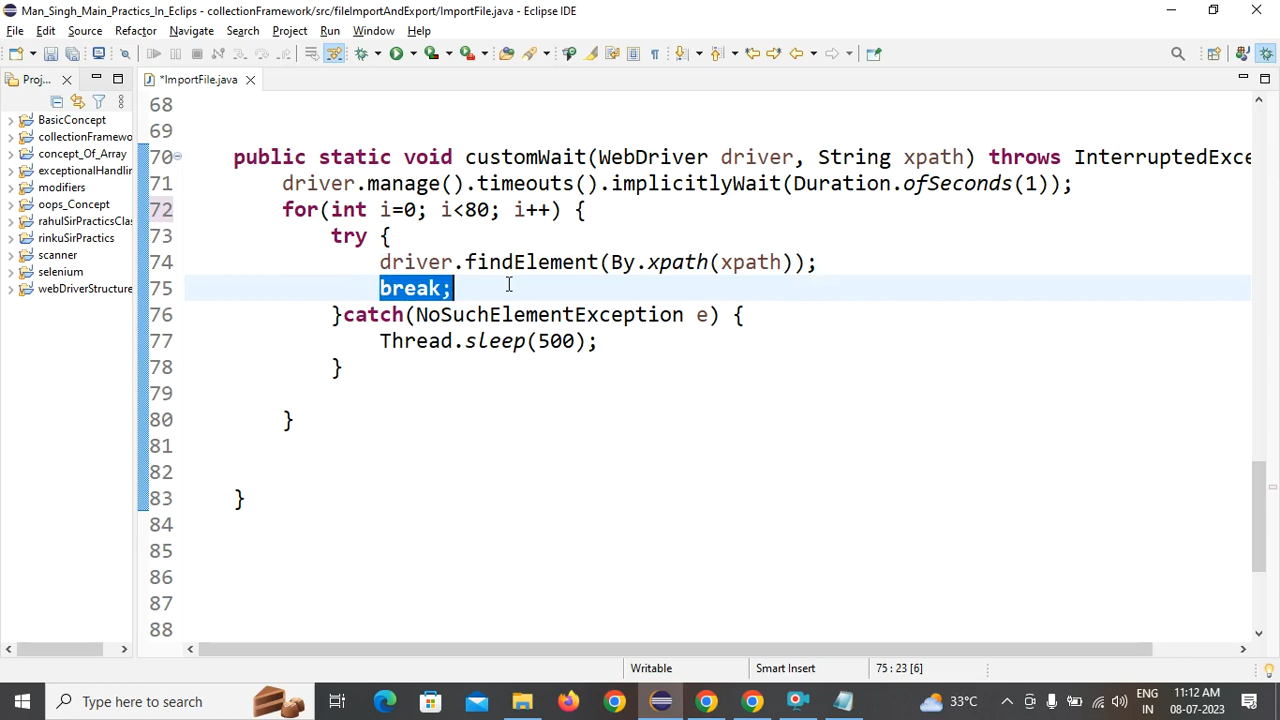 Man_Singh_Main_Practics_In_Eclips - collectionFramework/src/fileImportAndExport/ImportFile.java - Eclipse IDE
File Edit Source Refactor Navigate Search Project Run Window Help
Proj...
*ImportFile.java
BasicConcept
collectionFramewo
concept_Of_Array
exceptionalHandlin
modifiers
oops_Concept
rahulSirPracticsClas
rinkuSirPractics
scanner
selenium
webDriverStructure
68
69
70 public static void customWait(WebDriver driver, String xpath) throws InterruptedExce
71 driver.manage().timeouts().implicitlyWait(Duration.ofSeconds(1));
72 for(int i=0; i<80; i++) {
73 try {
74 driver.findElement(By.xpath(xpath));
75 break;
76 }catch(NoSuchElementException e) {
77 Thread.sleep(500);
78 }
79
80 }
81
82
83 }
84
85
86
87
88
Writable Smart Insert 75 : 23 [6]
Type here to search
33°C
ENG
IN
11:12 AM
08-07-2023